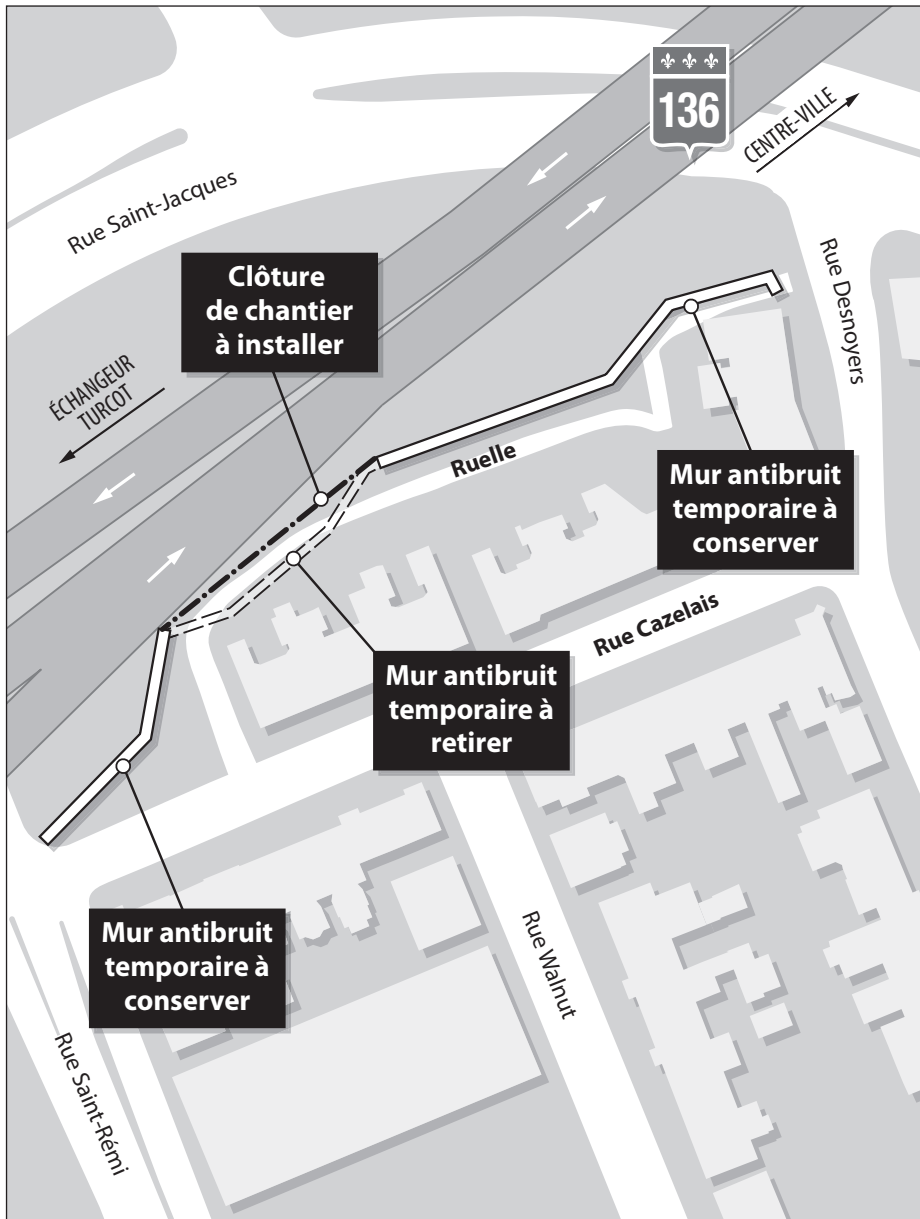 136
CENTRE-VILLE
Rue Saint-Jacques
Rue Desnoyers
Clôture
de chantier
à installer
ÉCHANGEUR
TURCOT
Ruelle
Mur antibruit
temporaire à
conserver
Rue Cazelais
Mur antibruit
temporaire à
retirer
Mur antibruit
temporaire à
conserver
Rue Walnut
Rue Saint-Rémi